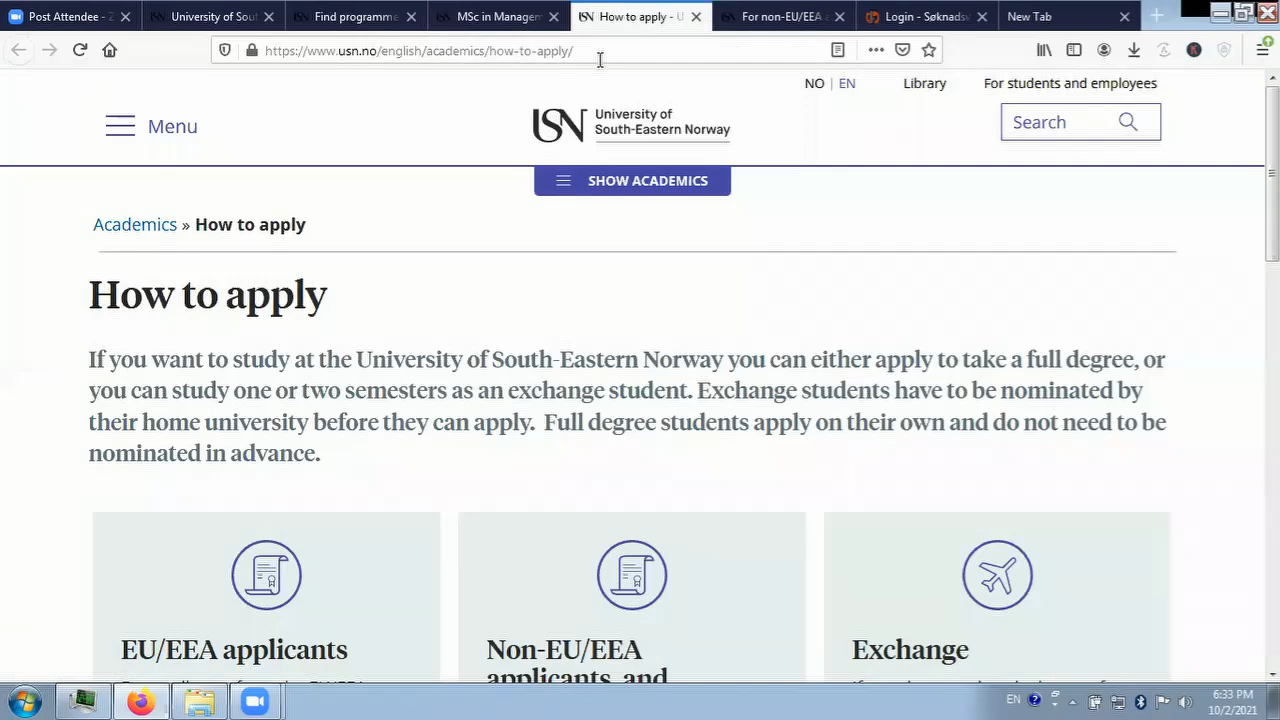 Post Attendee - Z
University of Sou
Find programme
MSc in Managem
How to apply - U
For non-EU/EEA a
Login - Søknads
New Tab
https://www.usn.no/english/academics/how-to-apply/
NO | EN
Library
For students and employees
Menu
USN University of
South-Eastern Norway
Search
SHOW ACADEMICS
Academics » How to apply
How to apply
If you want to study at the University of South-Eastern Norway you can either apply to take a full degree, or
you can study one or two semesters as an exchange student. Exchange students have to be nominated by
their home university before they can apply. Full degree students apply on their own and do not need to be
nominated in advance.
EU/EEA applicants
Non-EU/EEA
applicants, and
Exchange
EN
6:33 PM
10/2/2021